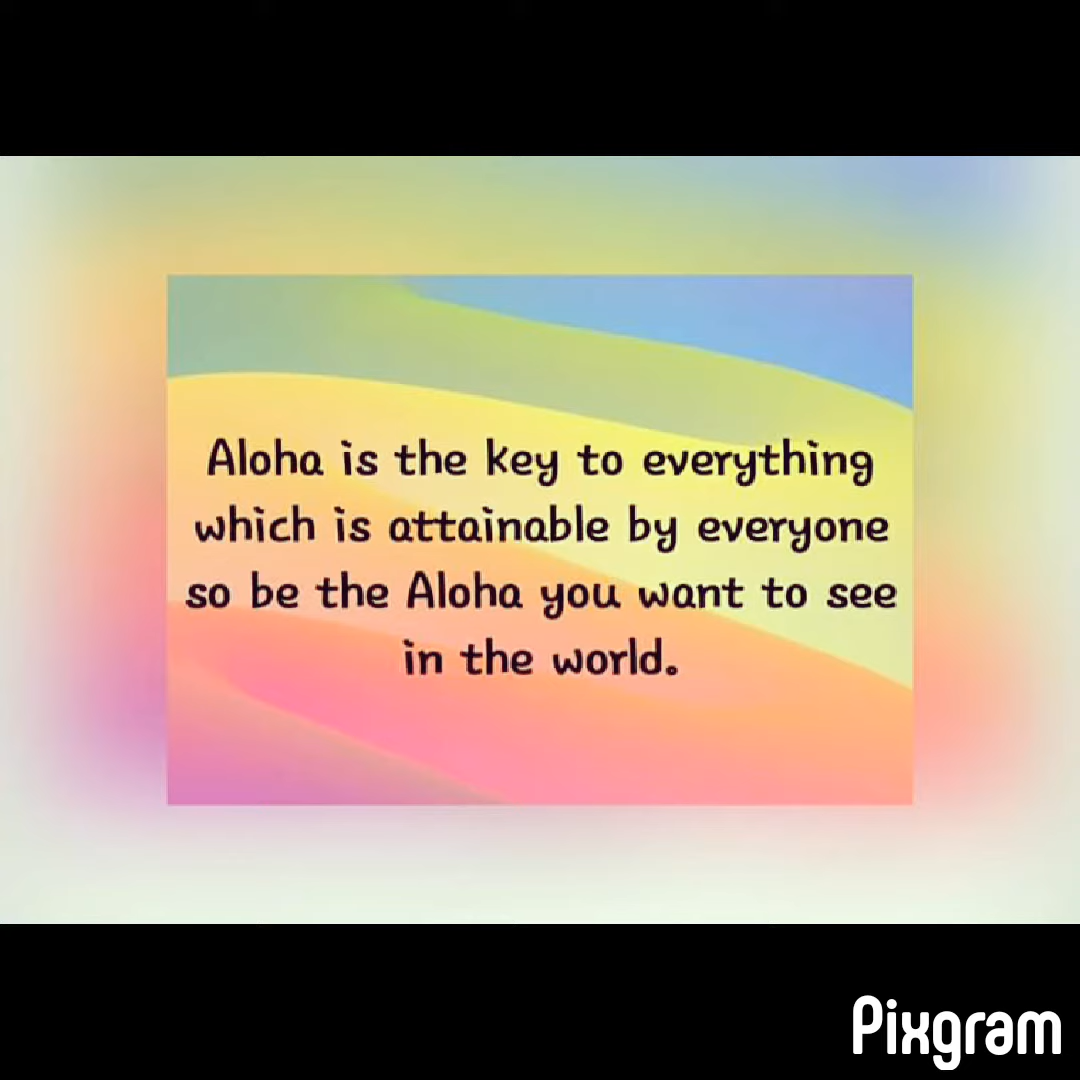 Aloha is the key to everything
which is attainable by everyone
so be the Aloha you want to see
in the world.
Pixgram